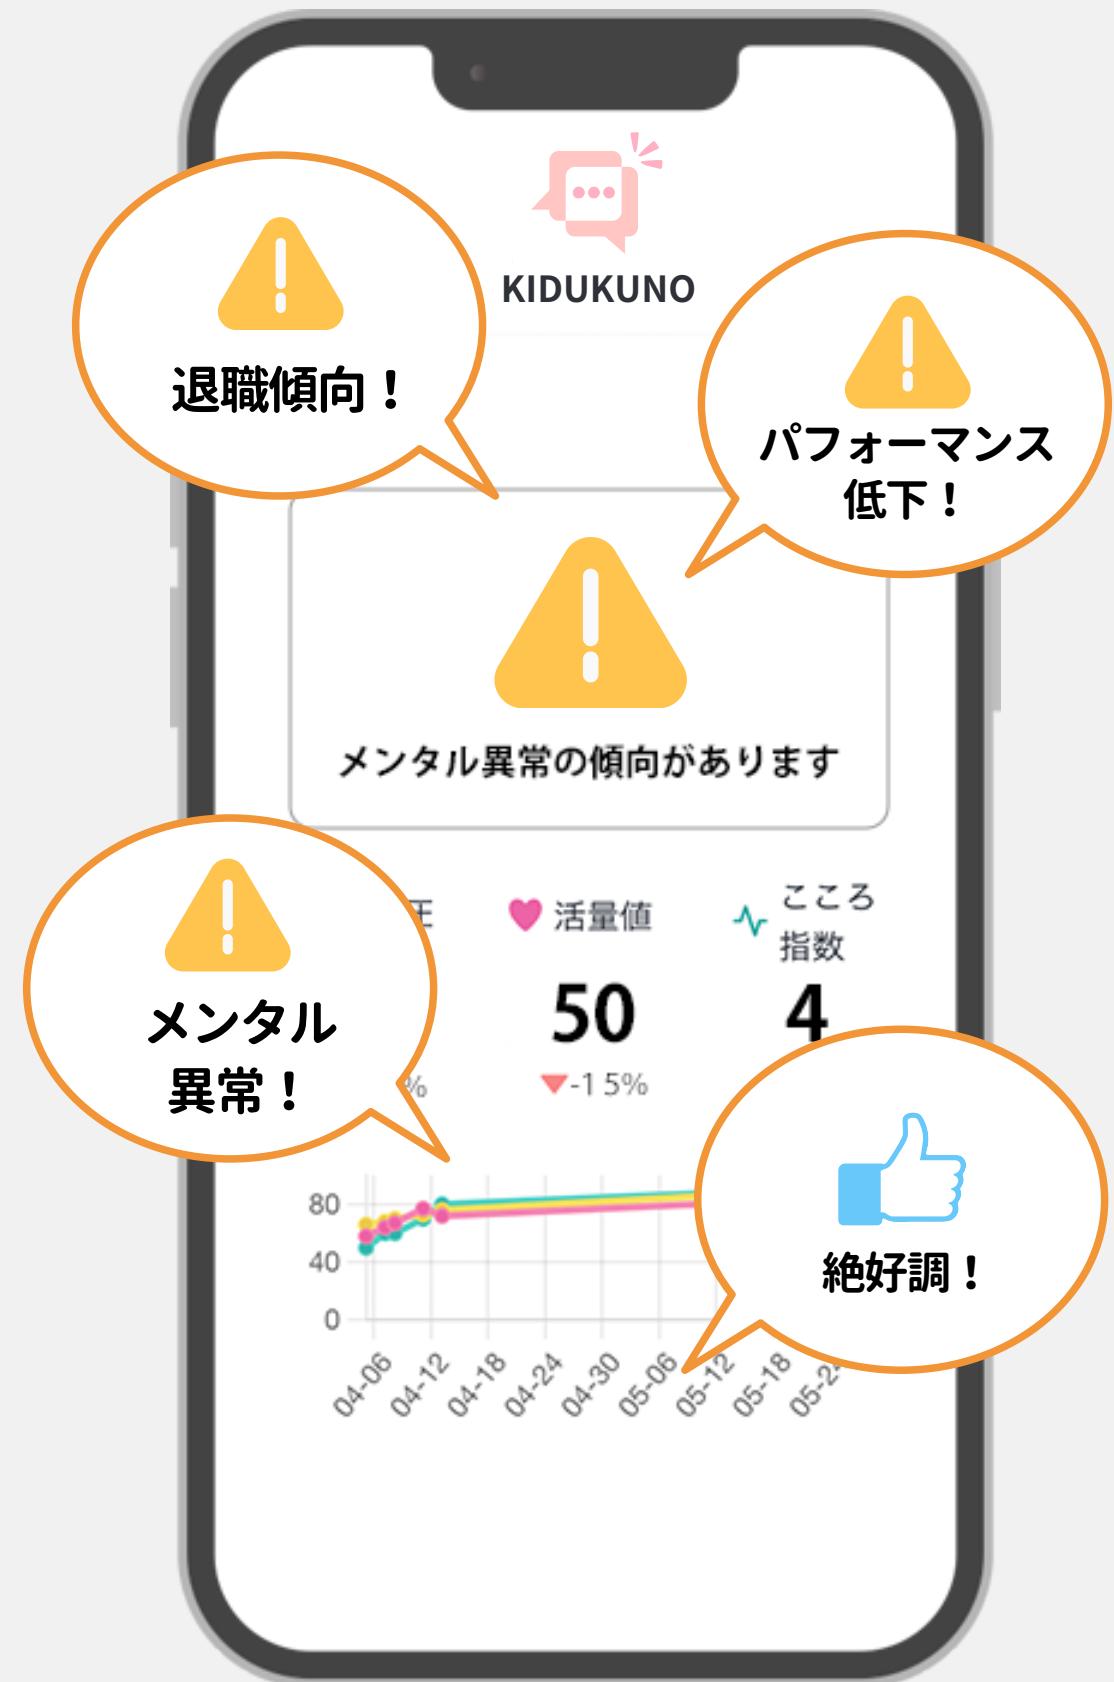 KIDUKUNO
退職傾向！
パフォーマンス
低下！
メンタル異常の傾向があります
圧
活量値
こころ
指数
50
4
%
-15%
メンタル
異常！
絶好調！
80
40
0
04-06
04-12
04-18
04-24
04-30
05-06
05-12
05-18